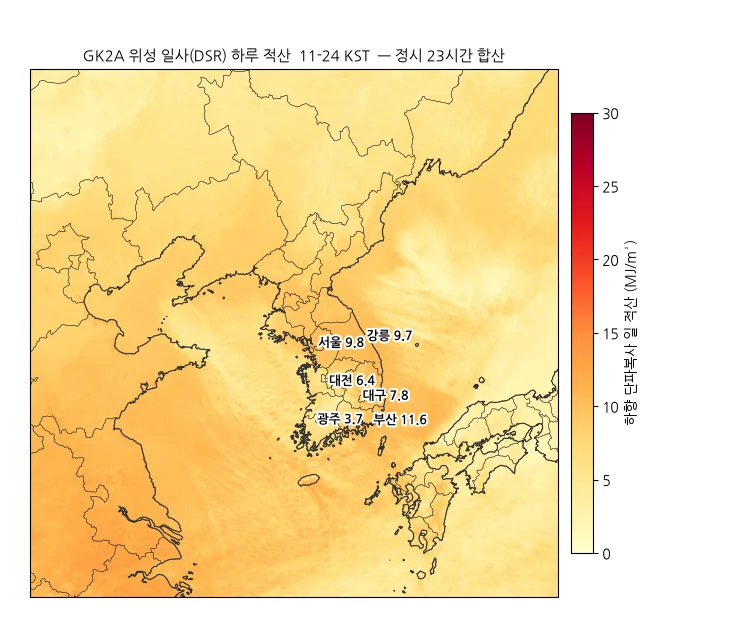 GK2A 위성 일사(DSR) 하루 적산  11-24 KST  — 정시 23시간 합산
30
25
20
15
10
5
0
하향 단파복사 일 적산 (MJ/m²)
서울 9.8
강릉 9.7
대전 6.4
대구 7.8
광주 3.7
부산 11.6